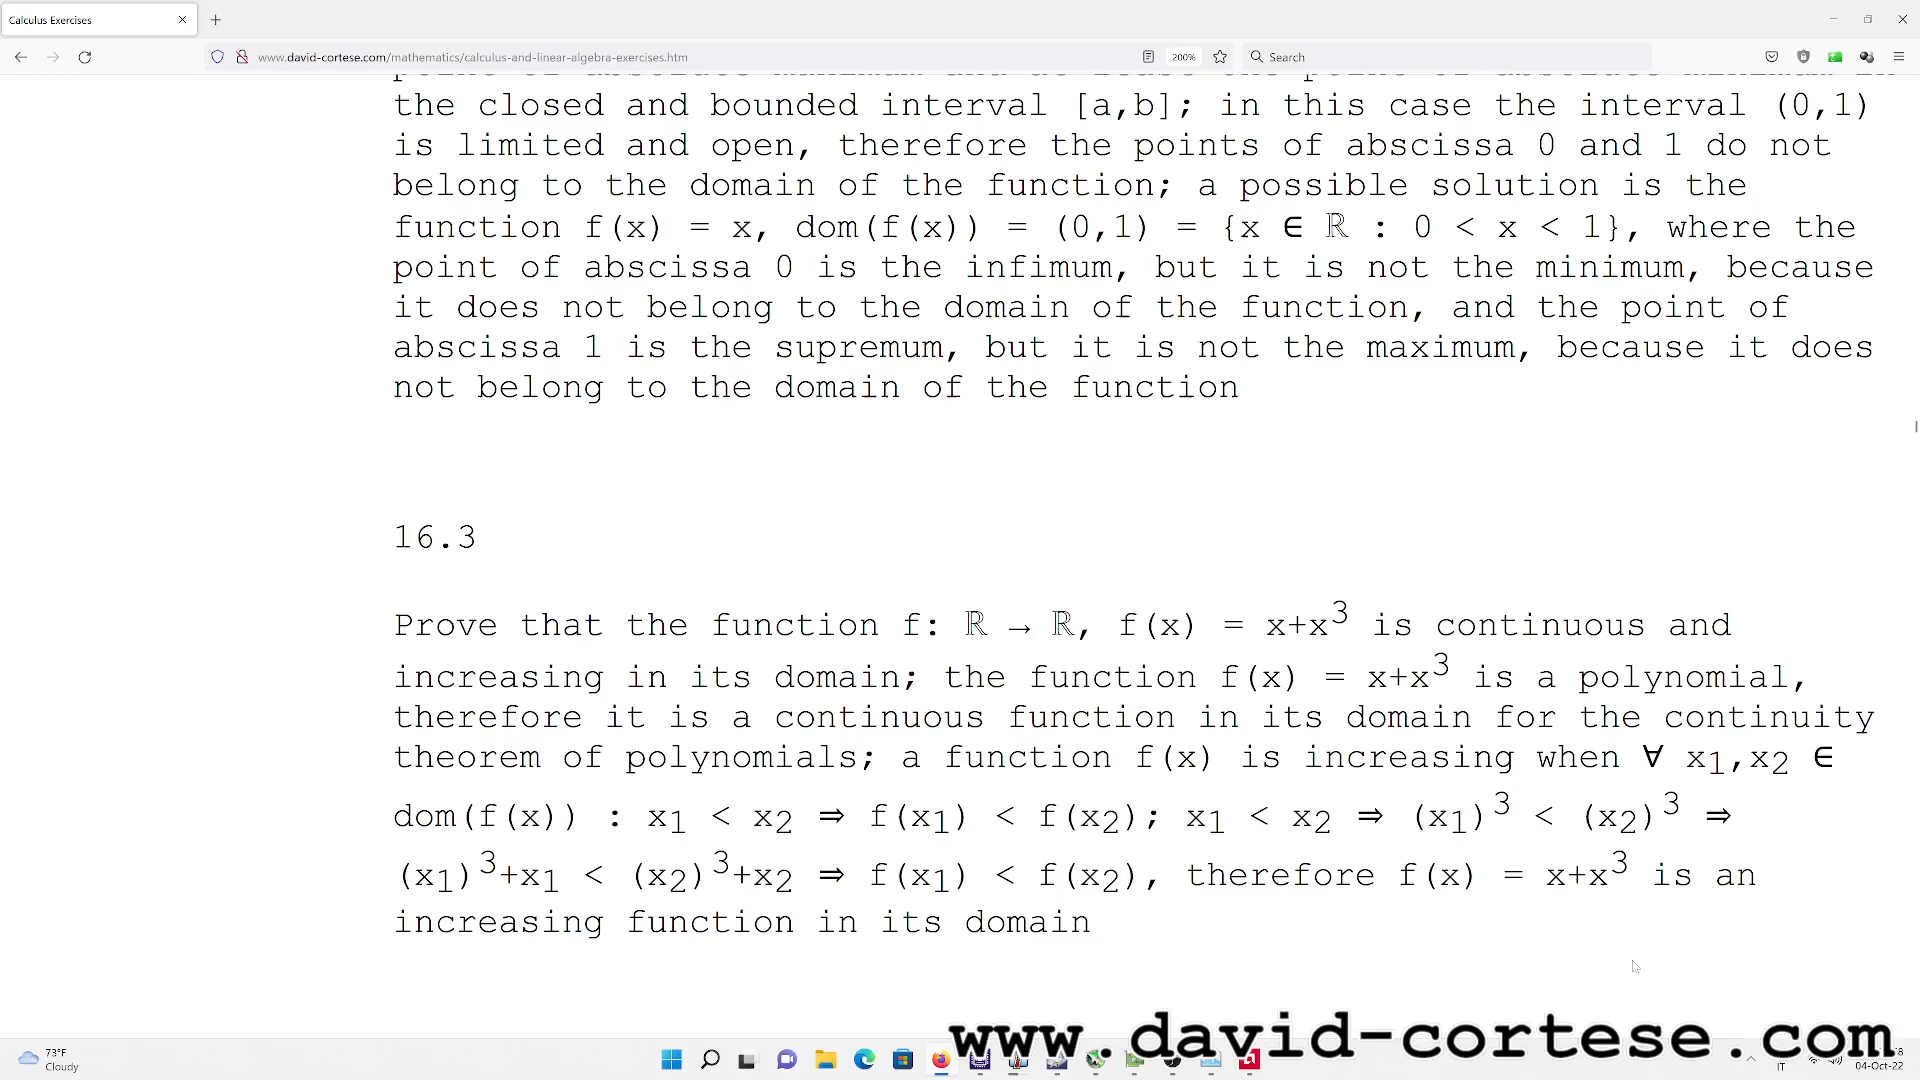 Calculus Exercises
www.david-cortese.com/mathematics/calculus-and-linear-algebra-exercises.htm
200%
Search
the closed and bounded interval [a,b]; in this case the interval (0,1)
is limited and open, therefore the points of abscissa 0 and 1 do not
belong to the domain of the function; a possible solution is the
function f(x) = x, dom(f(x)) = (0,1) = {x ∈ ℝ : 0 < x < 1}, where the
point of abscissa 0 is the infimum, but it is not the minimum, because
it does not belong to the domain of the function, and the point of
abscissa 1 is the supremum, but it is not the maximum, because it does
not belong to the domain of the function
16.3
Prove that the function f: ℝ → ℝ, f(x) = x+x³ is continuous and
increasing in its domain; the function f(x) = x+x³ is a polynomial,
therefore it is a continuous function in its domain for the continuity
theorem of polynomials; a function f(x) is increasing when ∀ x₁,x₂ ∈
dom(f(x)) : x₁ < x₂ ⇒ f(x₁) < f(x₂); x₁ < x₂ ⇒ (x₁)³ < (x₂)³ ⇒
(x₁)³+x₁ < (x₂)³+x₂ ⇒ f(x₁) < f(x₂), therefore f(x) = x+x³ is an
increasing function in its domain
www.david-cortese.com
73°F
Cloudy
IT
04-Oct-22